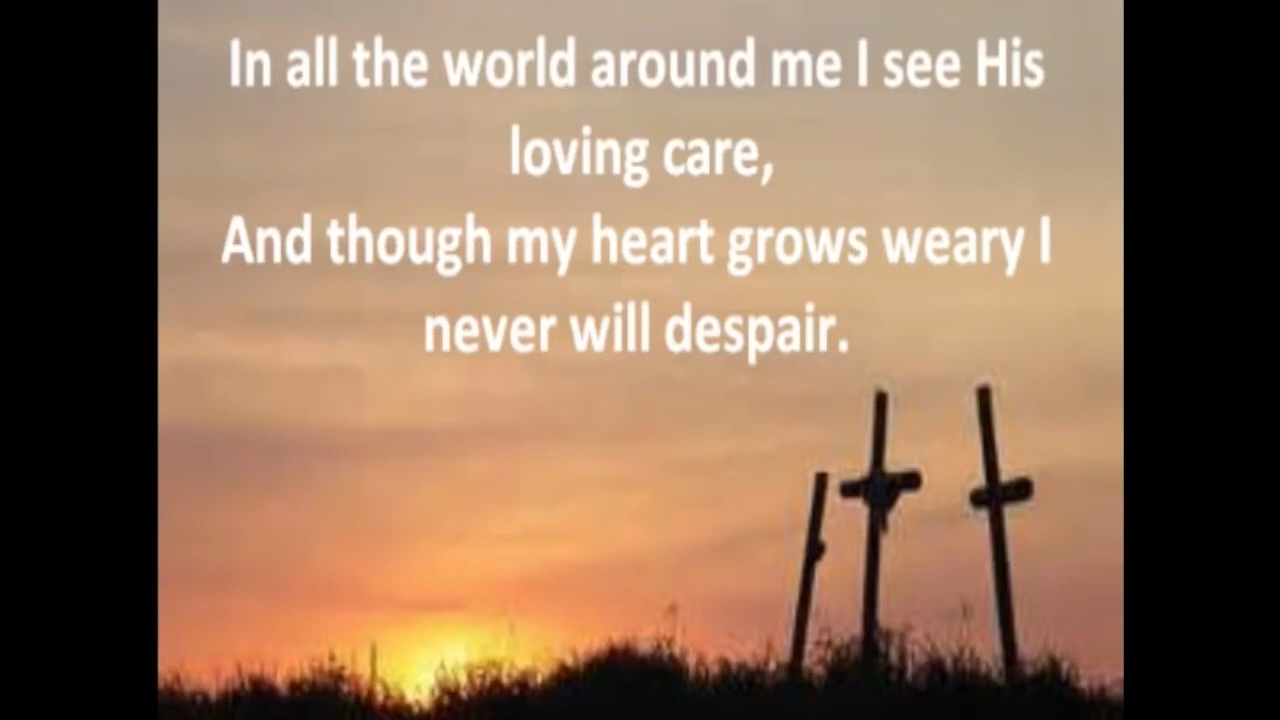 In all the world around me I see His
loving care,
And though my heart grows weary I
never will despair.